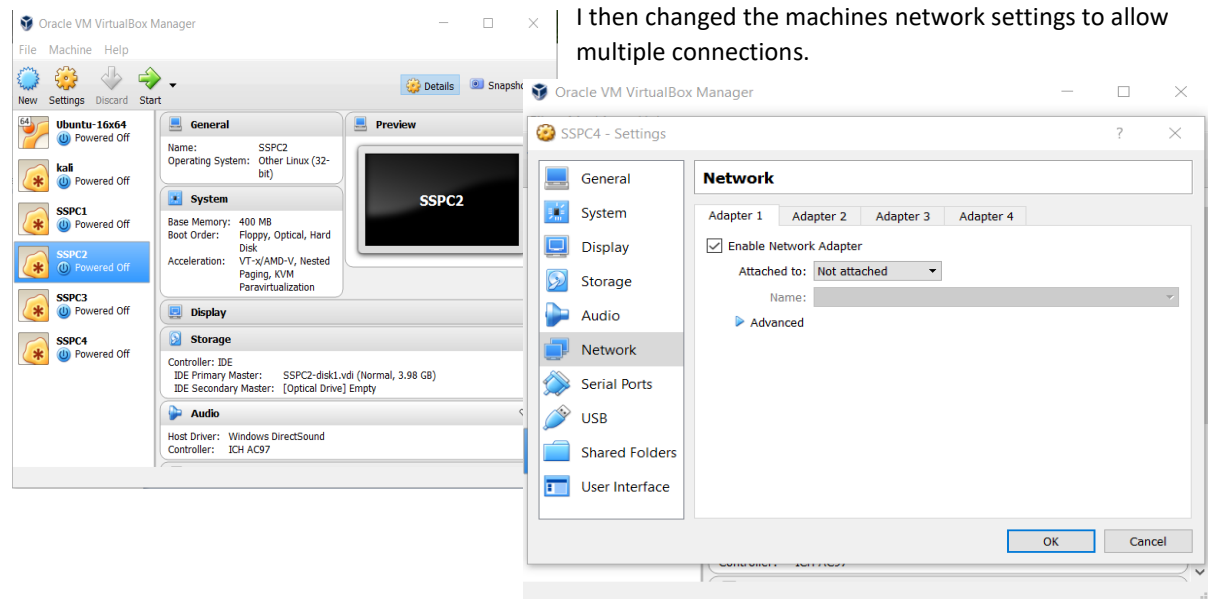 I then changed the machines network settings to allow
multiple connections.
Oracle VM VirtualBox Manager
File Machine Help
New Settings Discard Start
Details
64
Ubuntu-16x64
Powered Off
kali
Powered Off
SSPC1
Powered Off
SSPC2
Powered Off
SSPC3
Powered Off
SSPC4
Powered Off
General
Name: SSPC2
Operating System: Other Linux (32-
bit)
System
Base Memory: 400 MB
Boot Order: Floppy, Optical, Hard
Disk
Acceleration: VT-x/AMD-V, Nested
Paging, KVM
Paravirtualization
Preview
SSPC2
Display
Storage
Controller: IDE
IDE Primary Master: SSPC2-disk1.vdi (Normal, 3.98 GB)
IDE Secondary Master: [Optical Drive] Empty
Audio
Host Driver: Windows DirectSound
Controller: ICH AC97
Oracle VM VirtualBox Manager
SSPC4 - Settings
General
System
Display
Storage
Audio
Network
Serial Ports
USB
Shared Folders
User Interface
Network
Adapter 1 Adapter 2 Adapter 3 Adapter 4
Enable Network Adapter
Attached to: Not attached
Name:
Advanced
OK Cancel